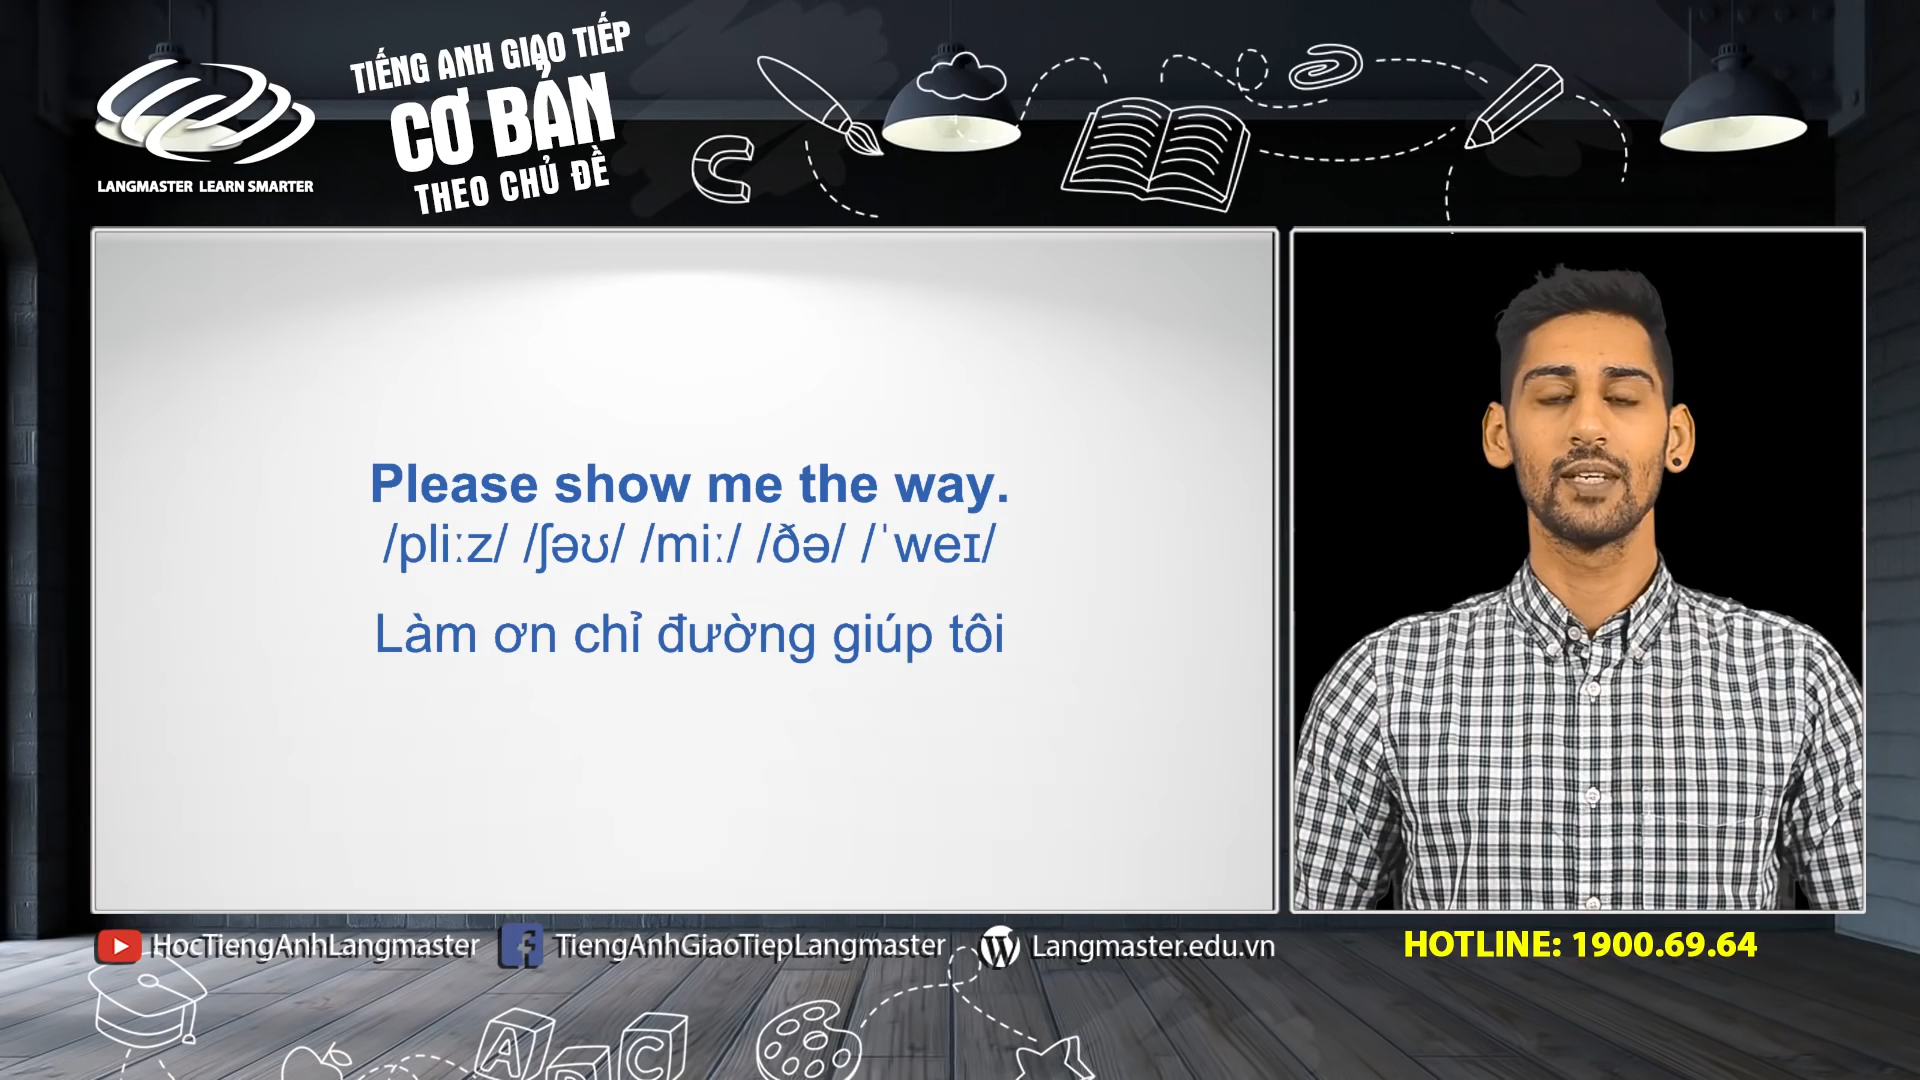 TIẾNG ANH GIAO TIẾP
CƠ BẢN
THEO CHỦ ĐỀ
LANGMASTER LEARN SMARTER
Please show me the way.
/pliːz/ /ʃəʊ/ /miː/ /ðə/ /ˈweɪ/
Làm ơn chỉ đường giúp tôi
HocTiengAnhLangmaster TiengAnhGiaoTiepLangmaster Langmaster.edu.vn HOTLINE: 1900.69.64
A D C